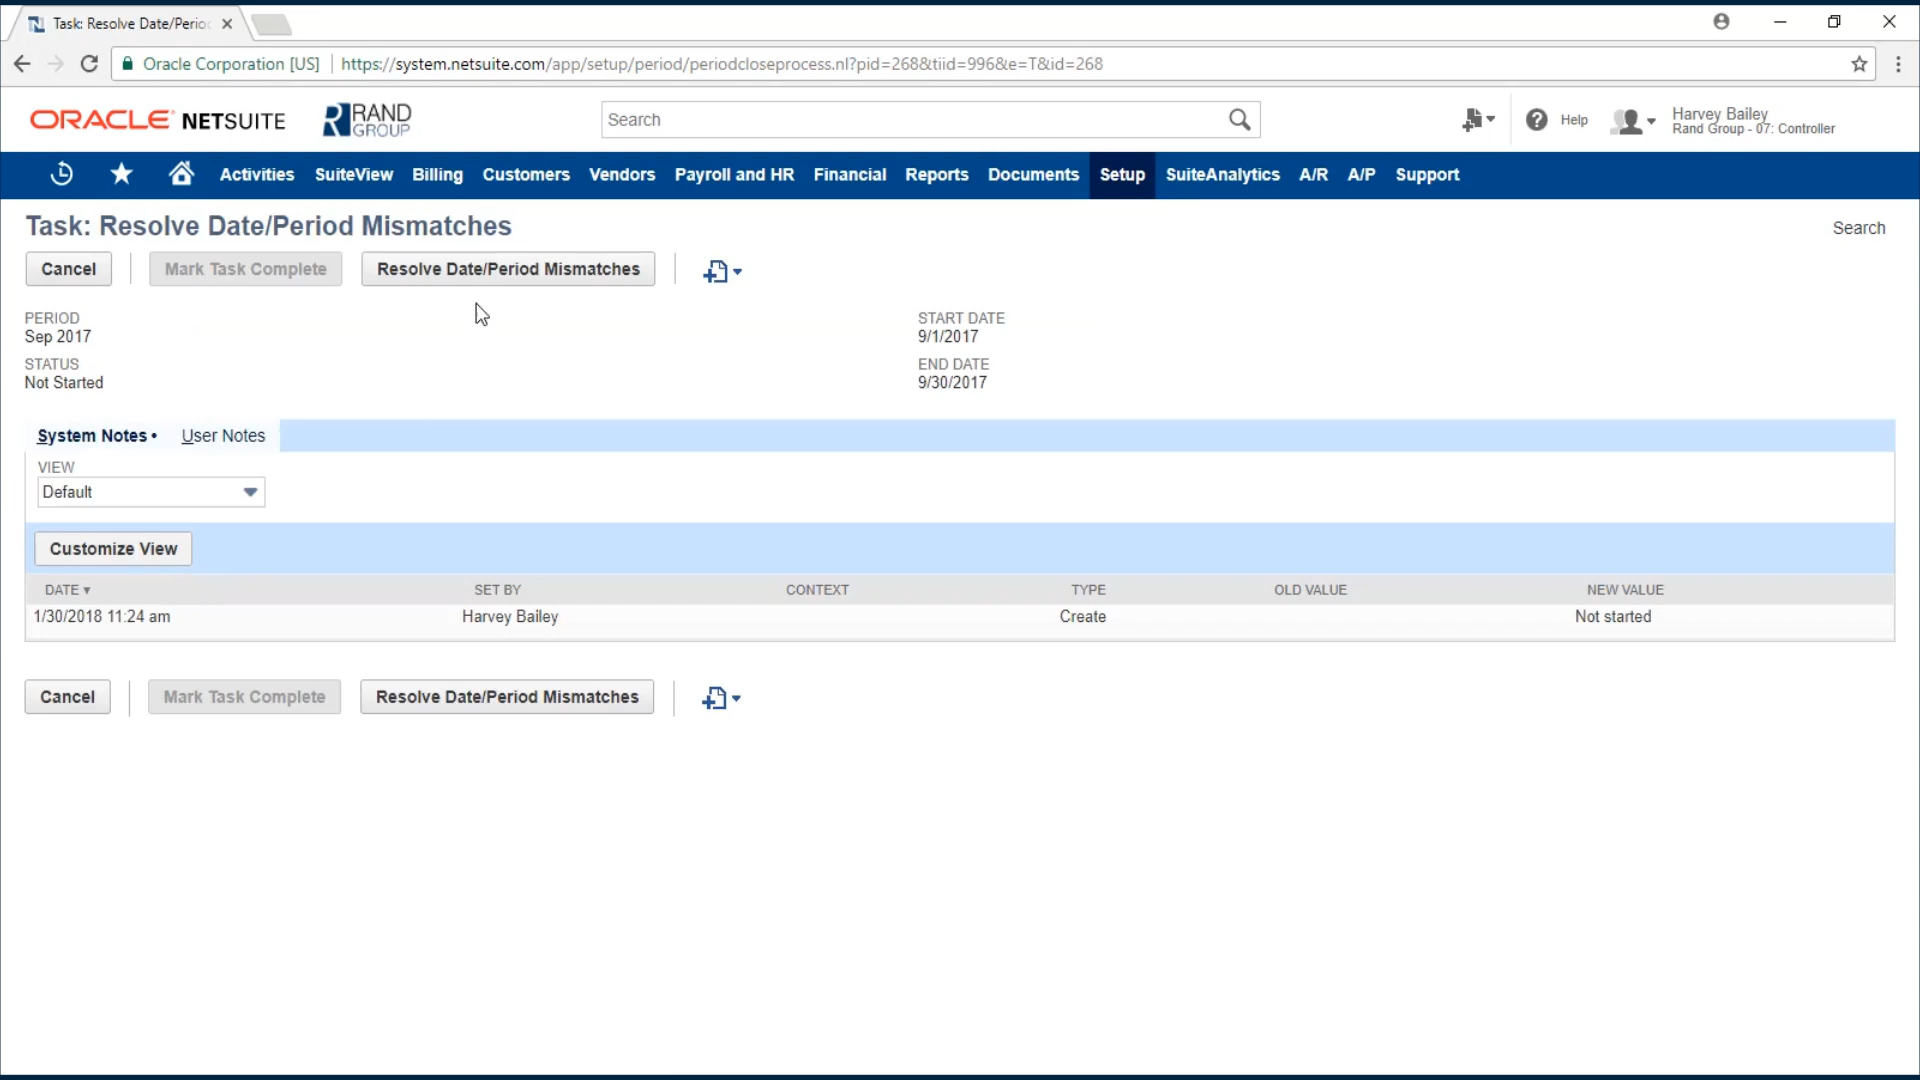 Task: Resolve Date/Perio
Oracle Corporation [US] https://system.netsuite.com/app/setup/period/periodcloseprocess.nl?pid=268&tiid=996&e=T&id=268
ORACLE NETSUITE
RAND
GROUP
Search
Help
Harvey Bailey
Rand Group - 07: Controller
Activities SuiteView Billing Customers Vendors Payroll and HR Financial Reports Documents Setup SuiteAnalytics A/R A/P Support
Task: Resolve Date/Period Mismatches
Search
Cancel Mark Task Complete Resolve Date/Period Mismatches
PERIOD
Sep 2017
STATUS
Not Started
START DATE
9/1/2017
END DATE
9/30/2017
System Notes • User Notes
VIEW
Default
Customize View
DATE ▼ SET BY CONTEXT TYPE OLD VALUE NEW VALUE
1/30/2018 11:24 am Harvey Bailey Create Not started
Cancel Mark Task Complete Resolve Date/Period Mismatches